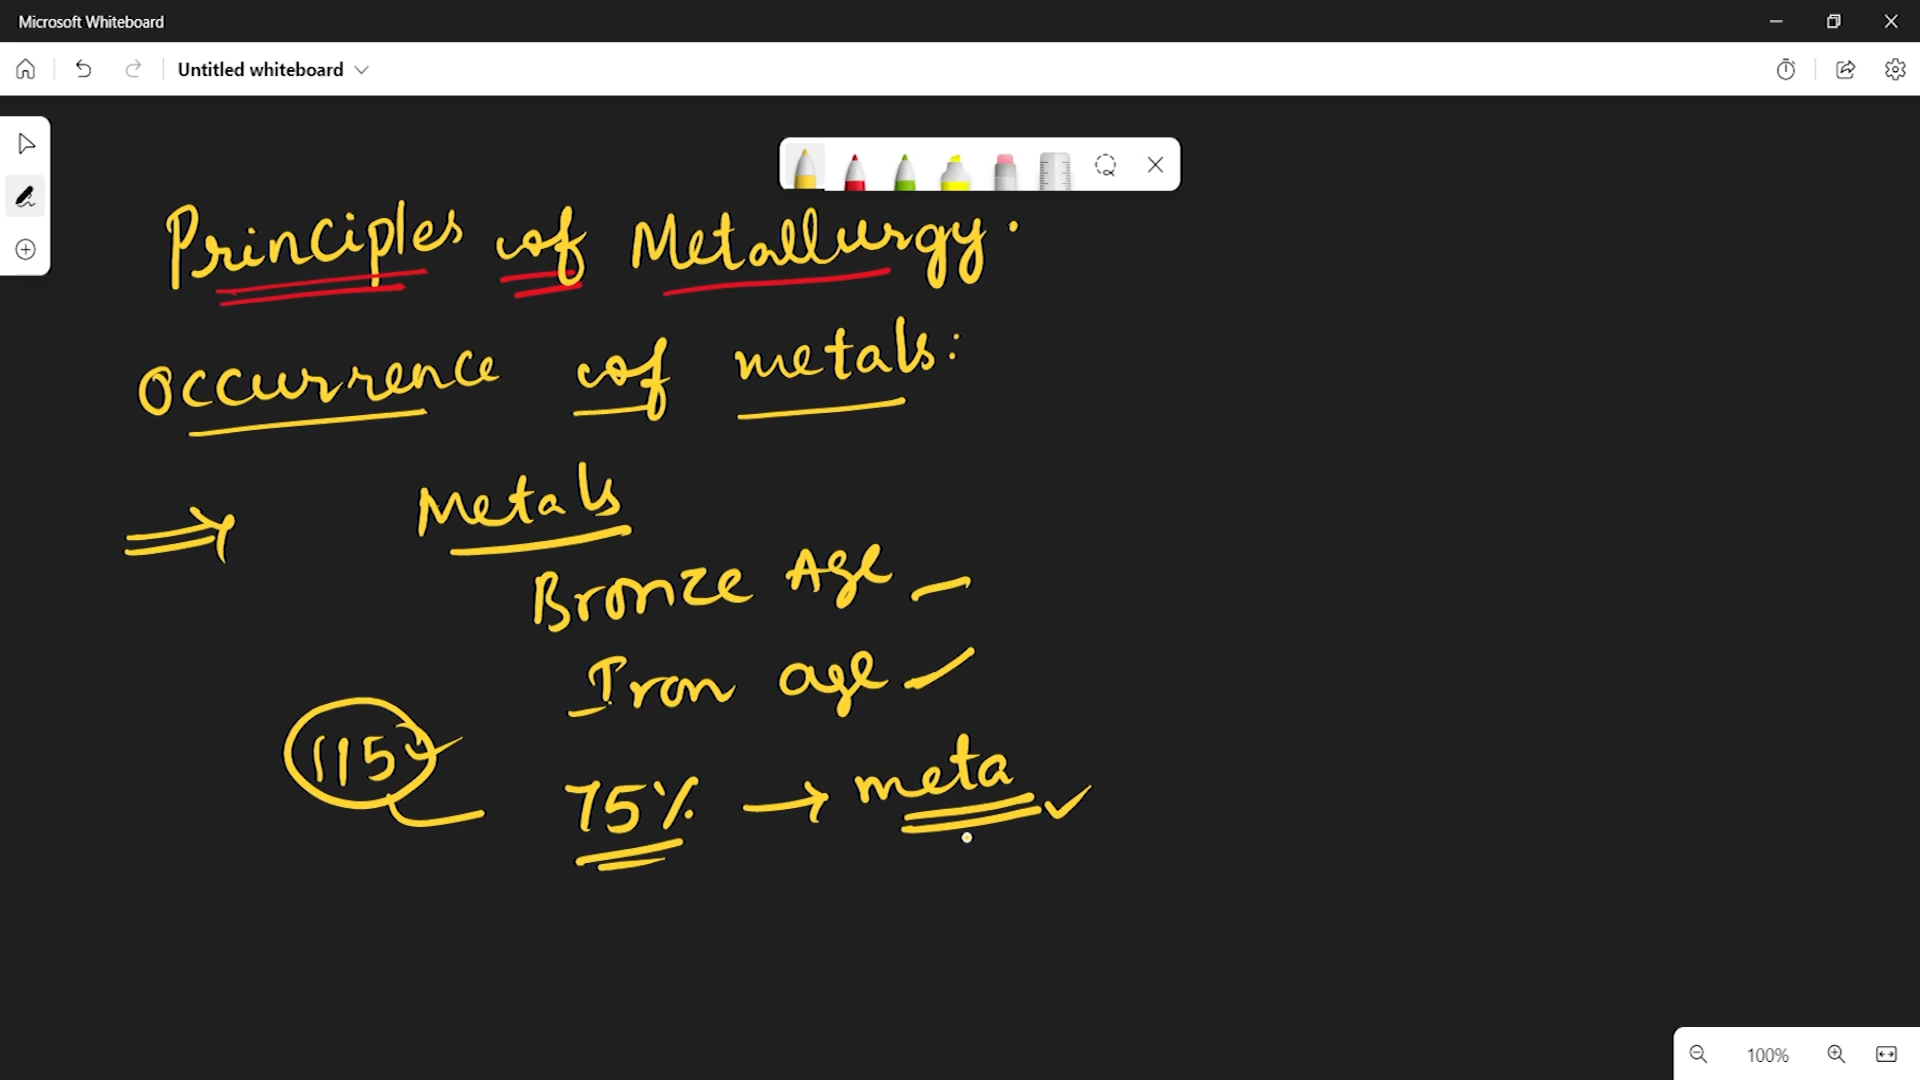 Microsoft Whiteboard
Untitled whiteboard
Principles of Metallurgy.
Occurrence of metals:
Metals
Bronze Age
Iron age
115
75% → meta
100%